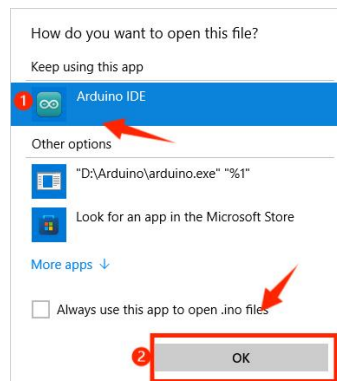 How do you want to open this file?
Keep using this app
1
Arduino IDE
Other options
"D:\Arduino\arduino.exe" "%1"
Look for an app in the Microsoft Store
More apps ↓
Always use this app to open .ino files
2
OK